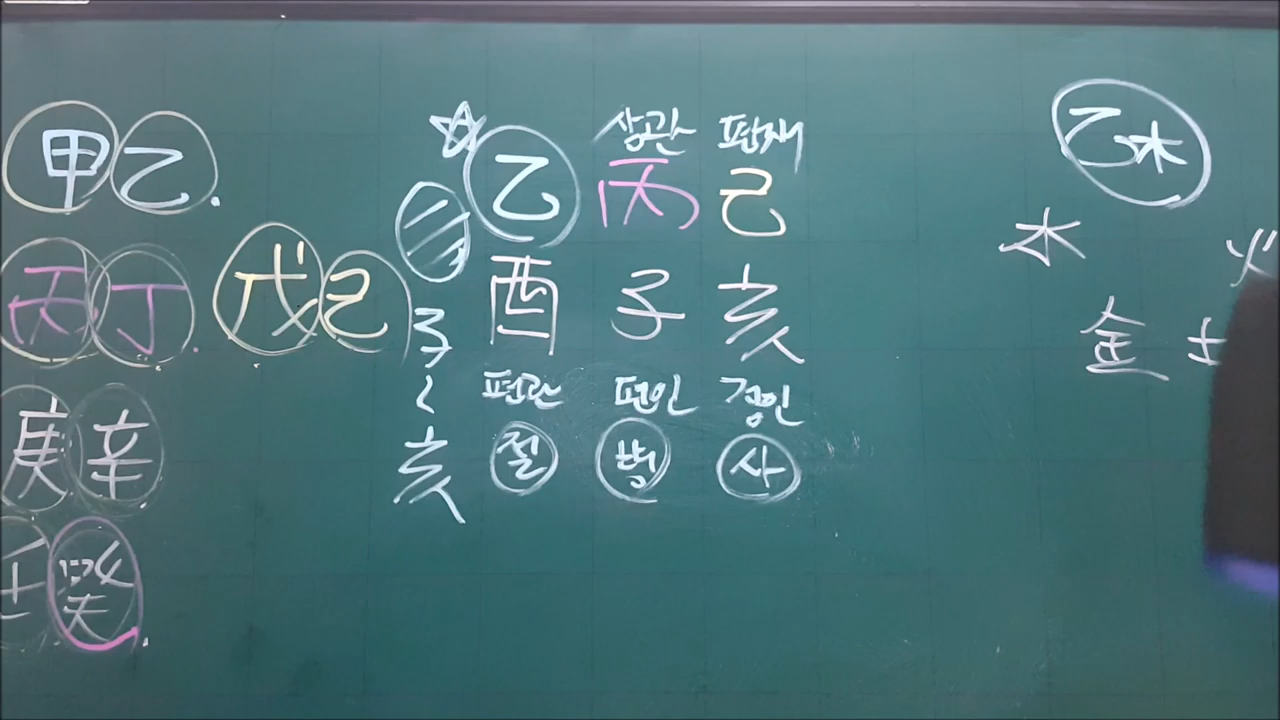 甲乙.
丙丁. 戊己
庚辛
壬癸.
☆ 상관 편재
乙 丙 己
酉 子 亥
편관 편인 정인
절 병 사
子
~
亥
乙木
水 火
金 土